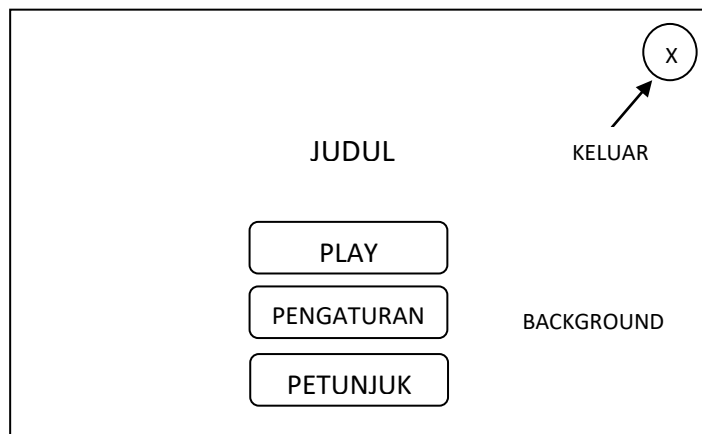 X
JUDUL
KELUAR
PLAY
PENGATURAN
BACKGROUND
PETUNJUK